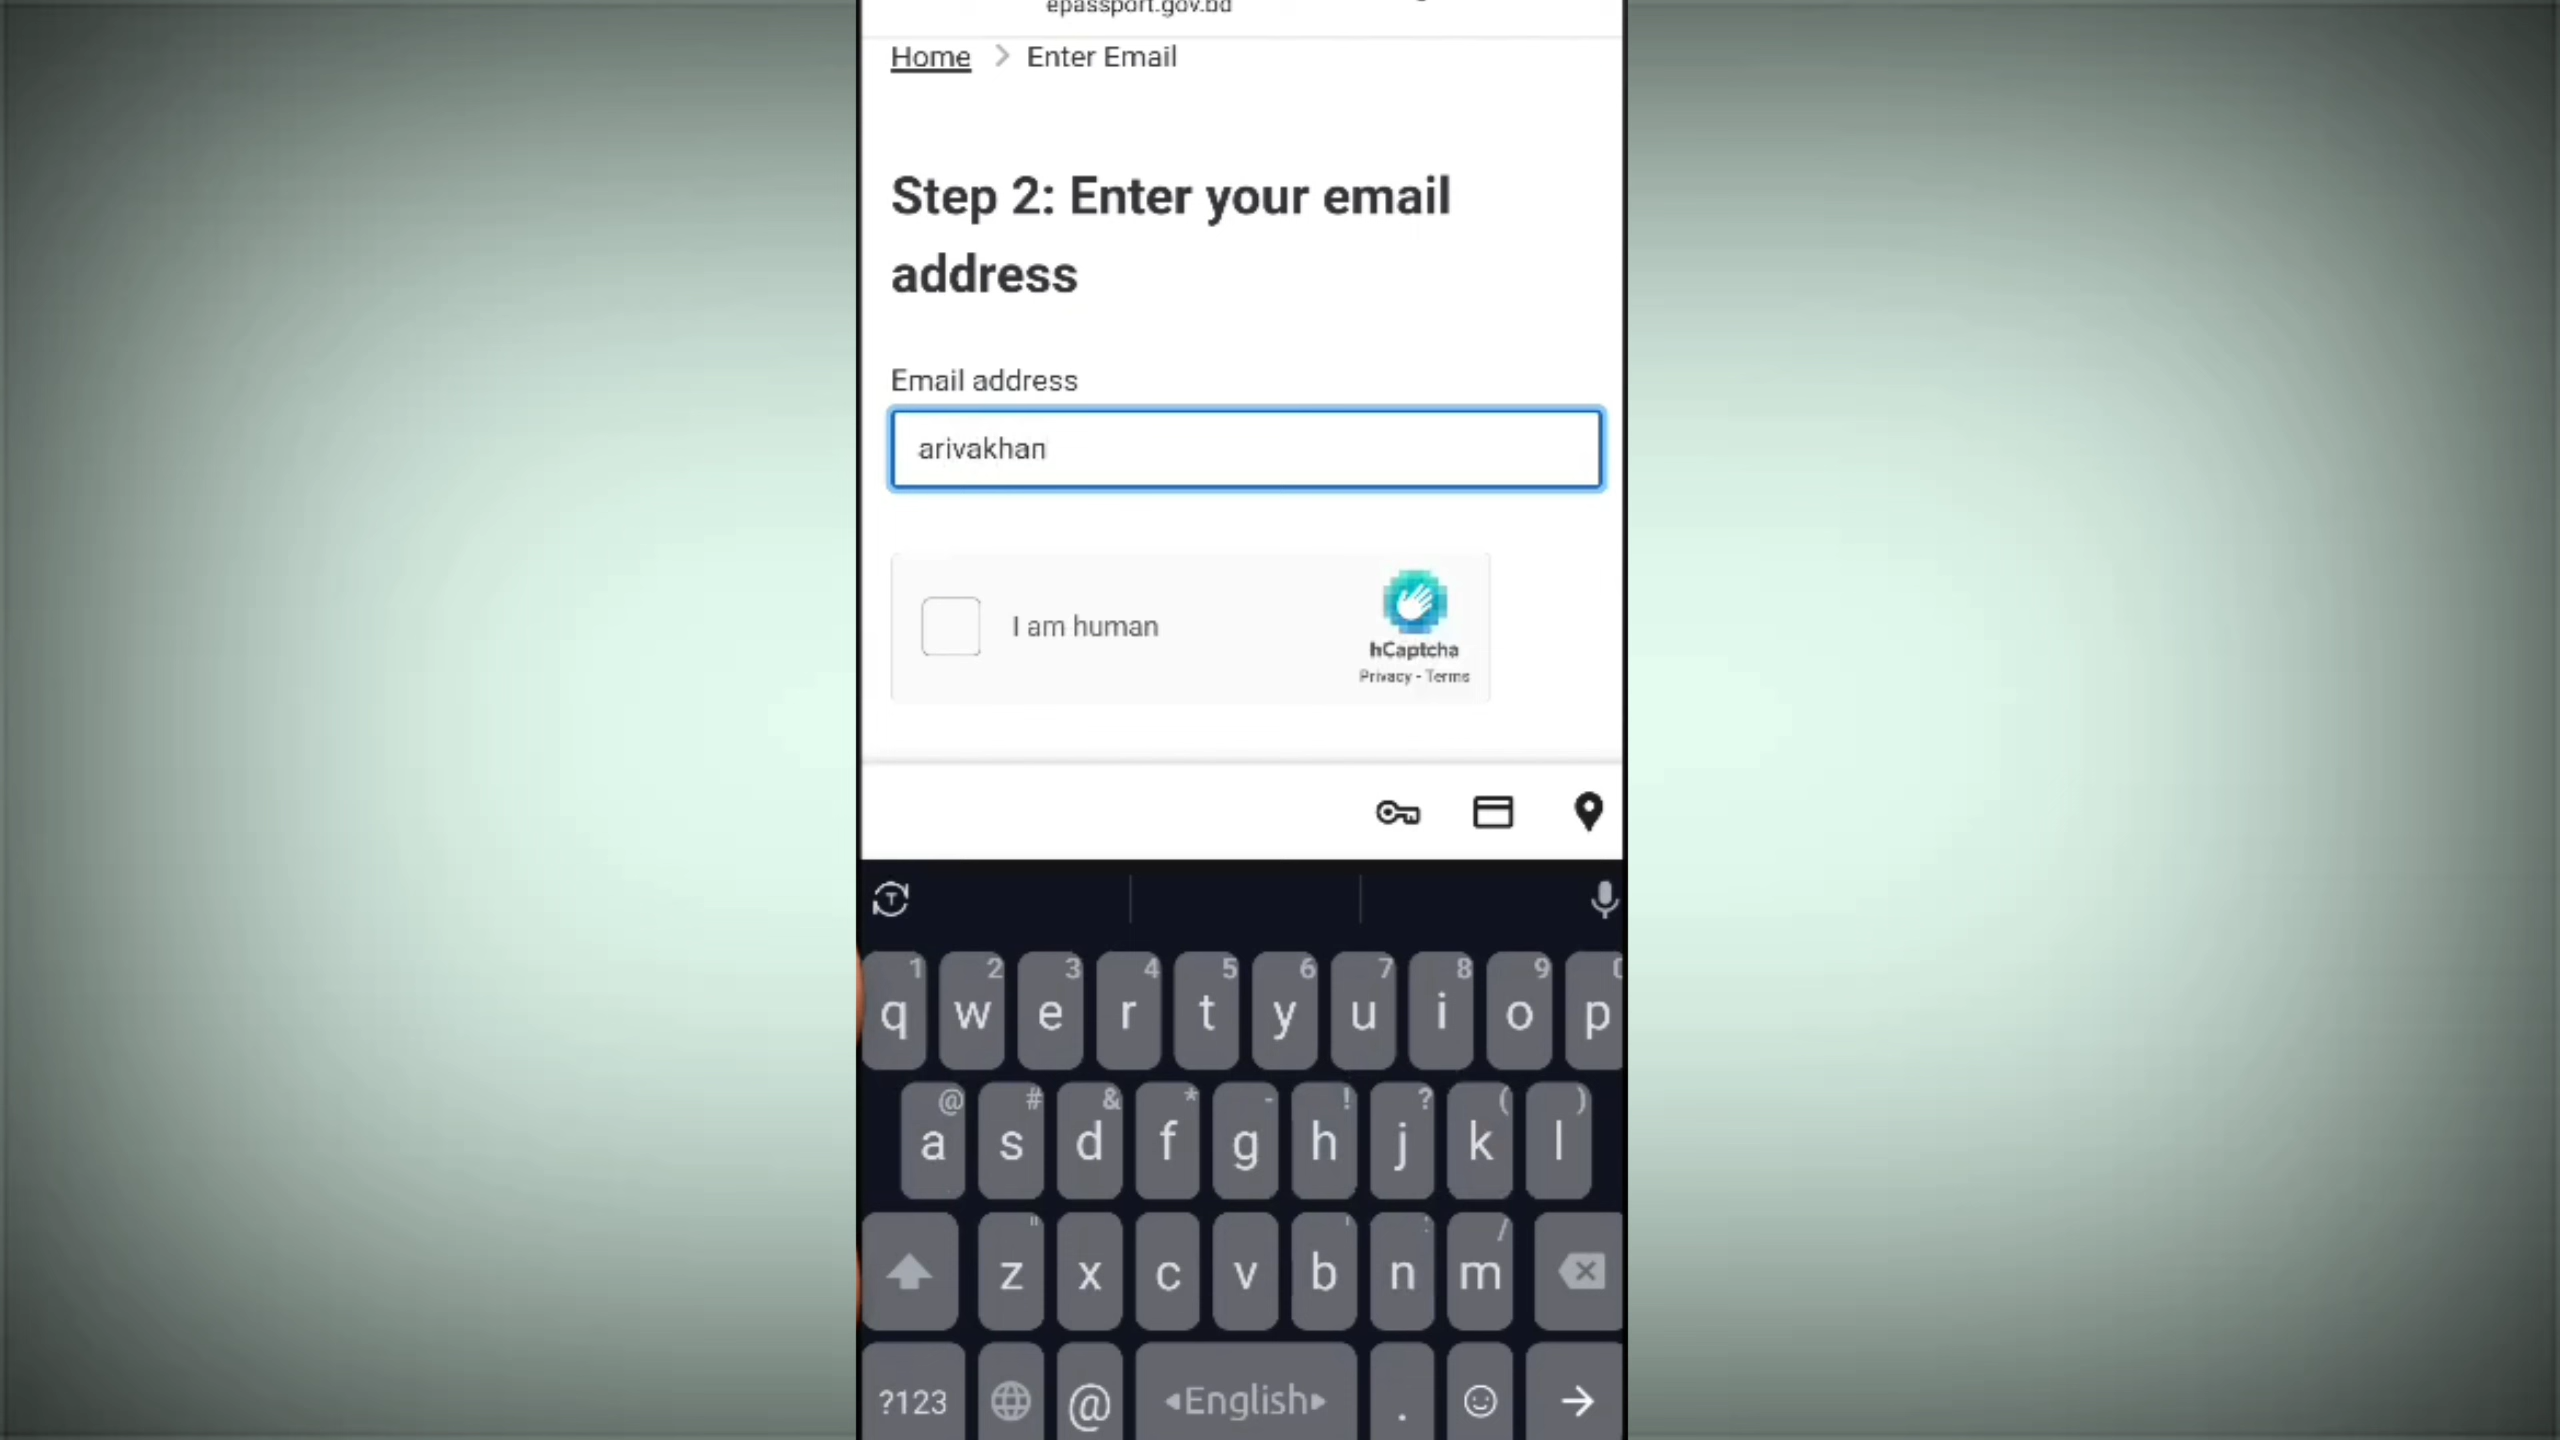 epassport.gov.bd
Home > Enter Email
Step 2: Enter your email
address
Email address
arivakhan
I am human
hCaptcha
Privacy - Terms
1 2 3 4 5 6 7 8 9
q w e r t y u i o p
@ # & * - ! ? ( )
a s d f g h j k l
" ' : /
z x c v b n m
?123 @ English .